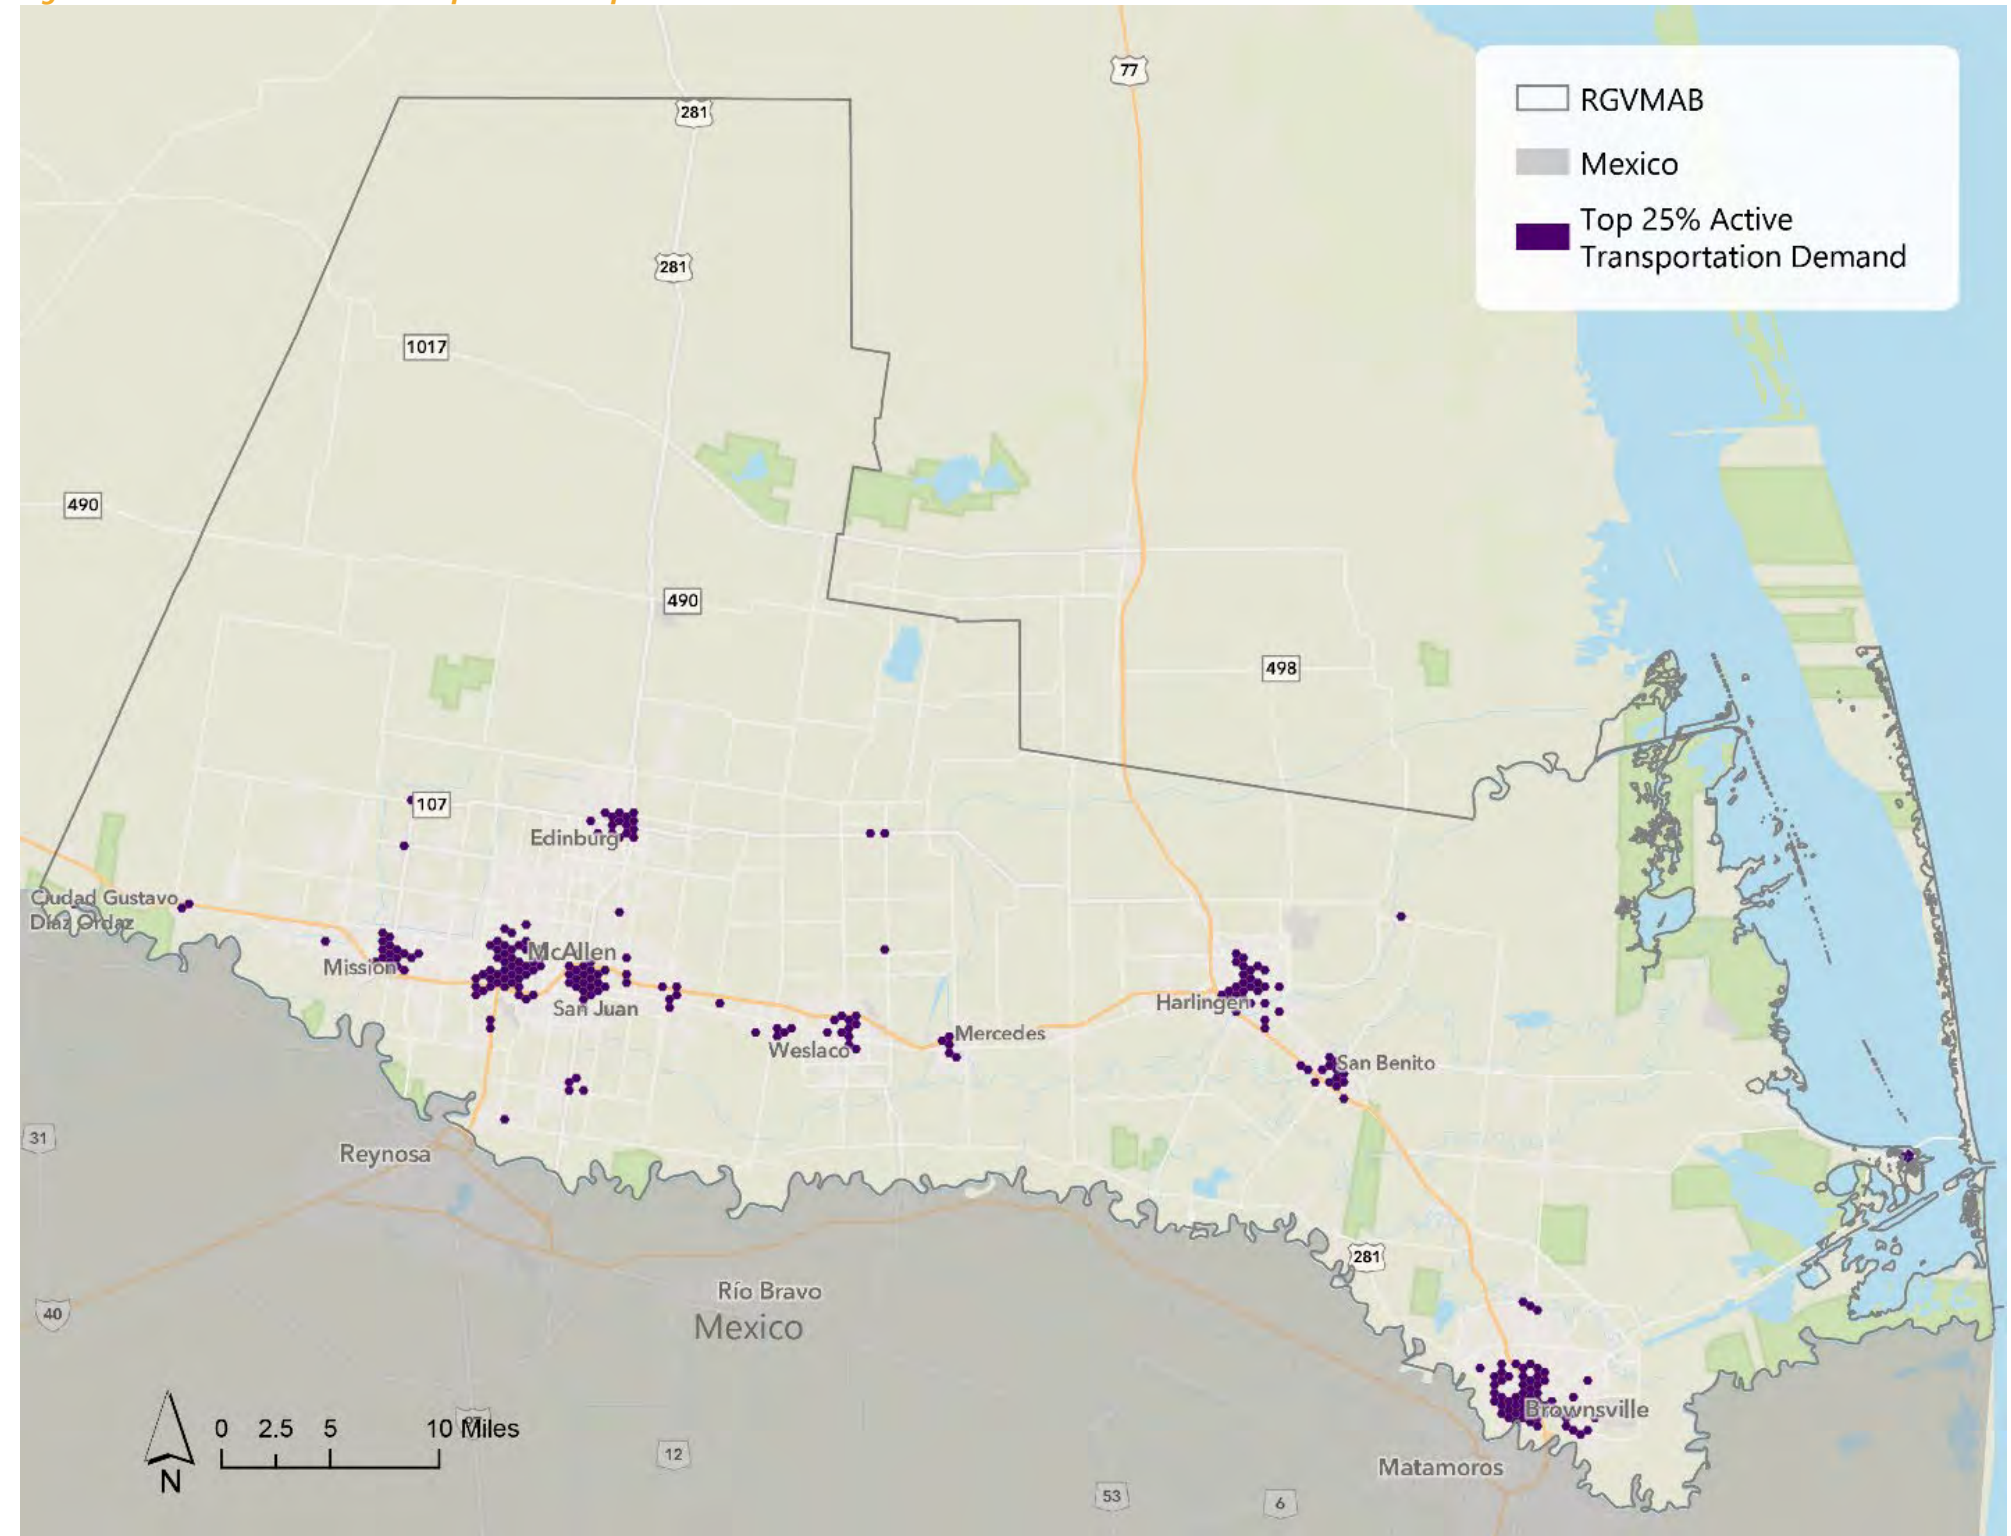 77
RGVMAB
281
Mexico
Top 25% Active
Transportation Demand
281
1017
490
490
498
107
Edinburg
Ciudad Gustavo
Díaz Ordaz
McAllen
Mission
San Juan
Harlingen
Mercedes
Weslaco
San Benito
31
Reynosa
281
Río Bravo
Mexico
40
Brownsville
0 2.5 5 10 Miles
12
Matamoros
N
53
6